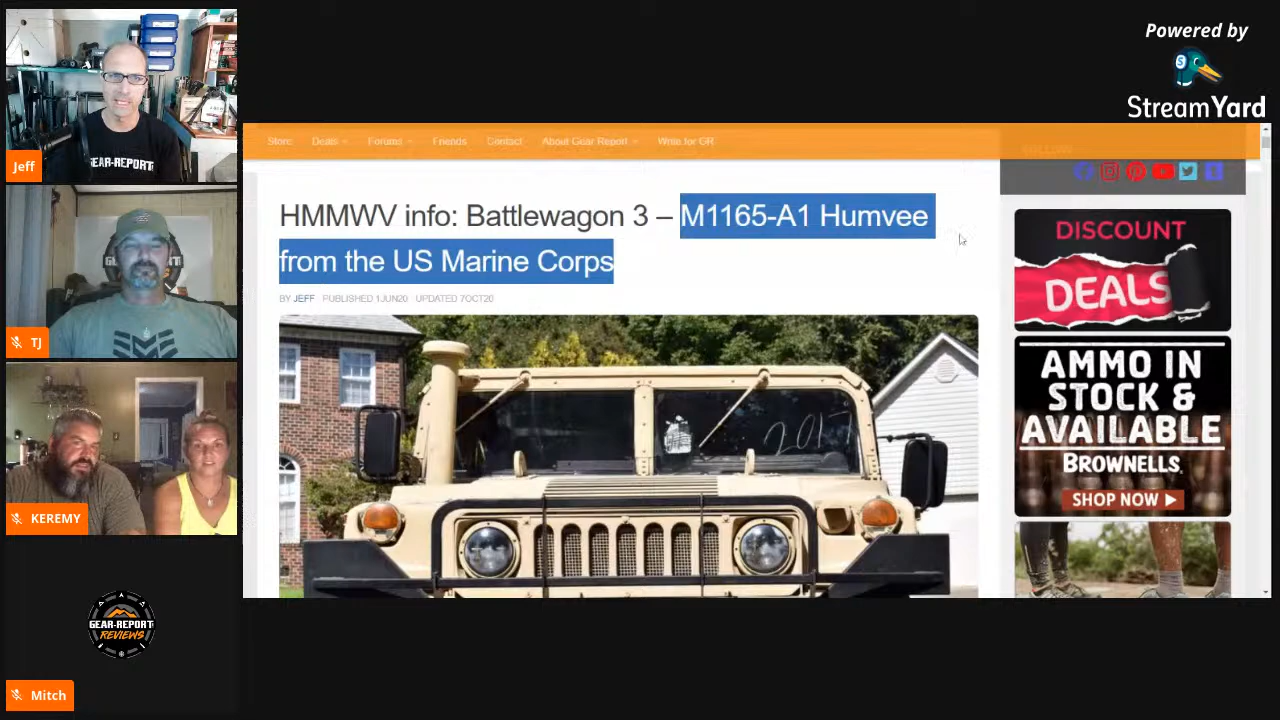 Powered by
StreamYard
GEAR-REPORT
Jeff
TJ
KEREMY
GEAR-REPORT
REVIEWS
Mitch
Store Deals Forums Friends Contact About Gear Report Write for GR
HMMWV info: Battlewagon 3 – M1165-A1 Humvee
from the US Marine Corps
BY JEFF PUBLISHED 1JUN20 UPDATED 7OCT20
DISCOUNT
DEALS
AMMO IN
STOCK &
AVAILABLE
BROWNELLS
SHOP NOW